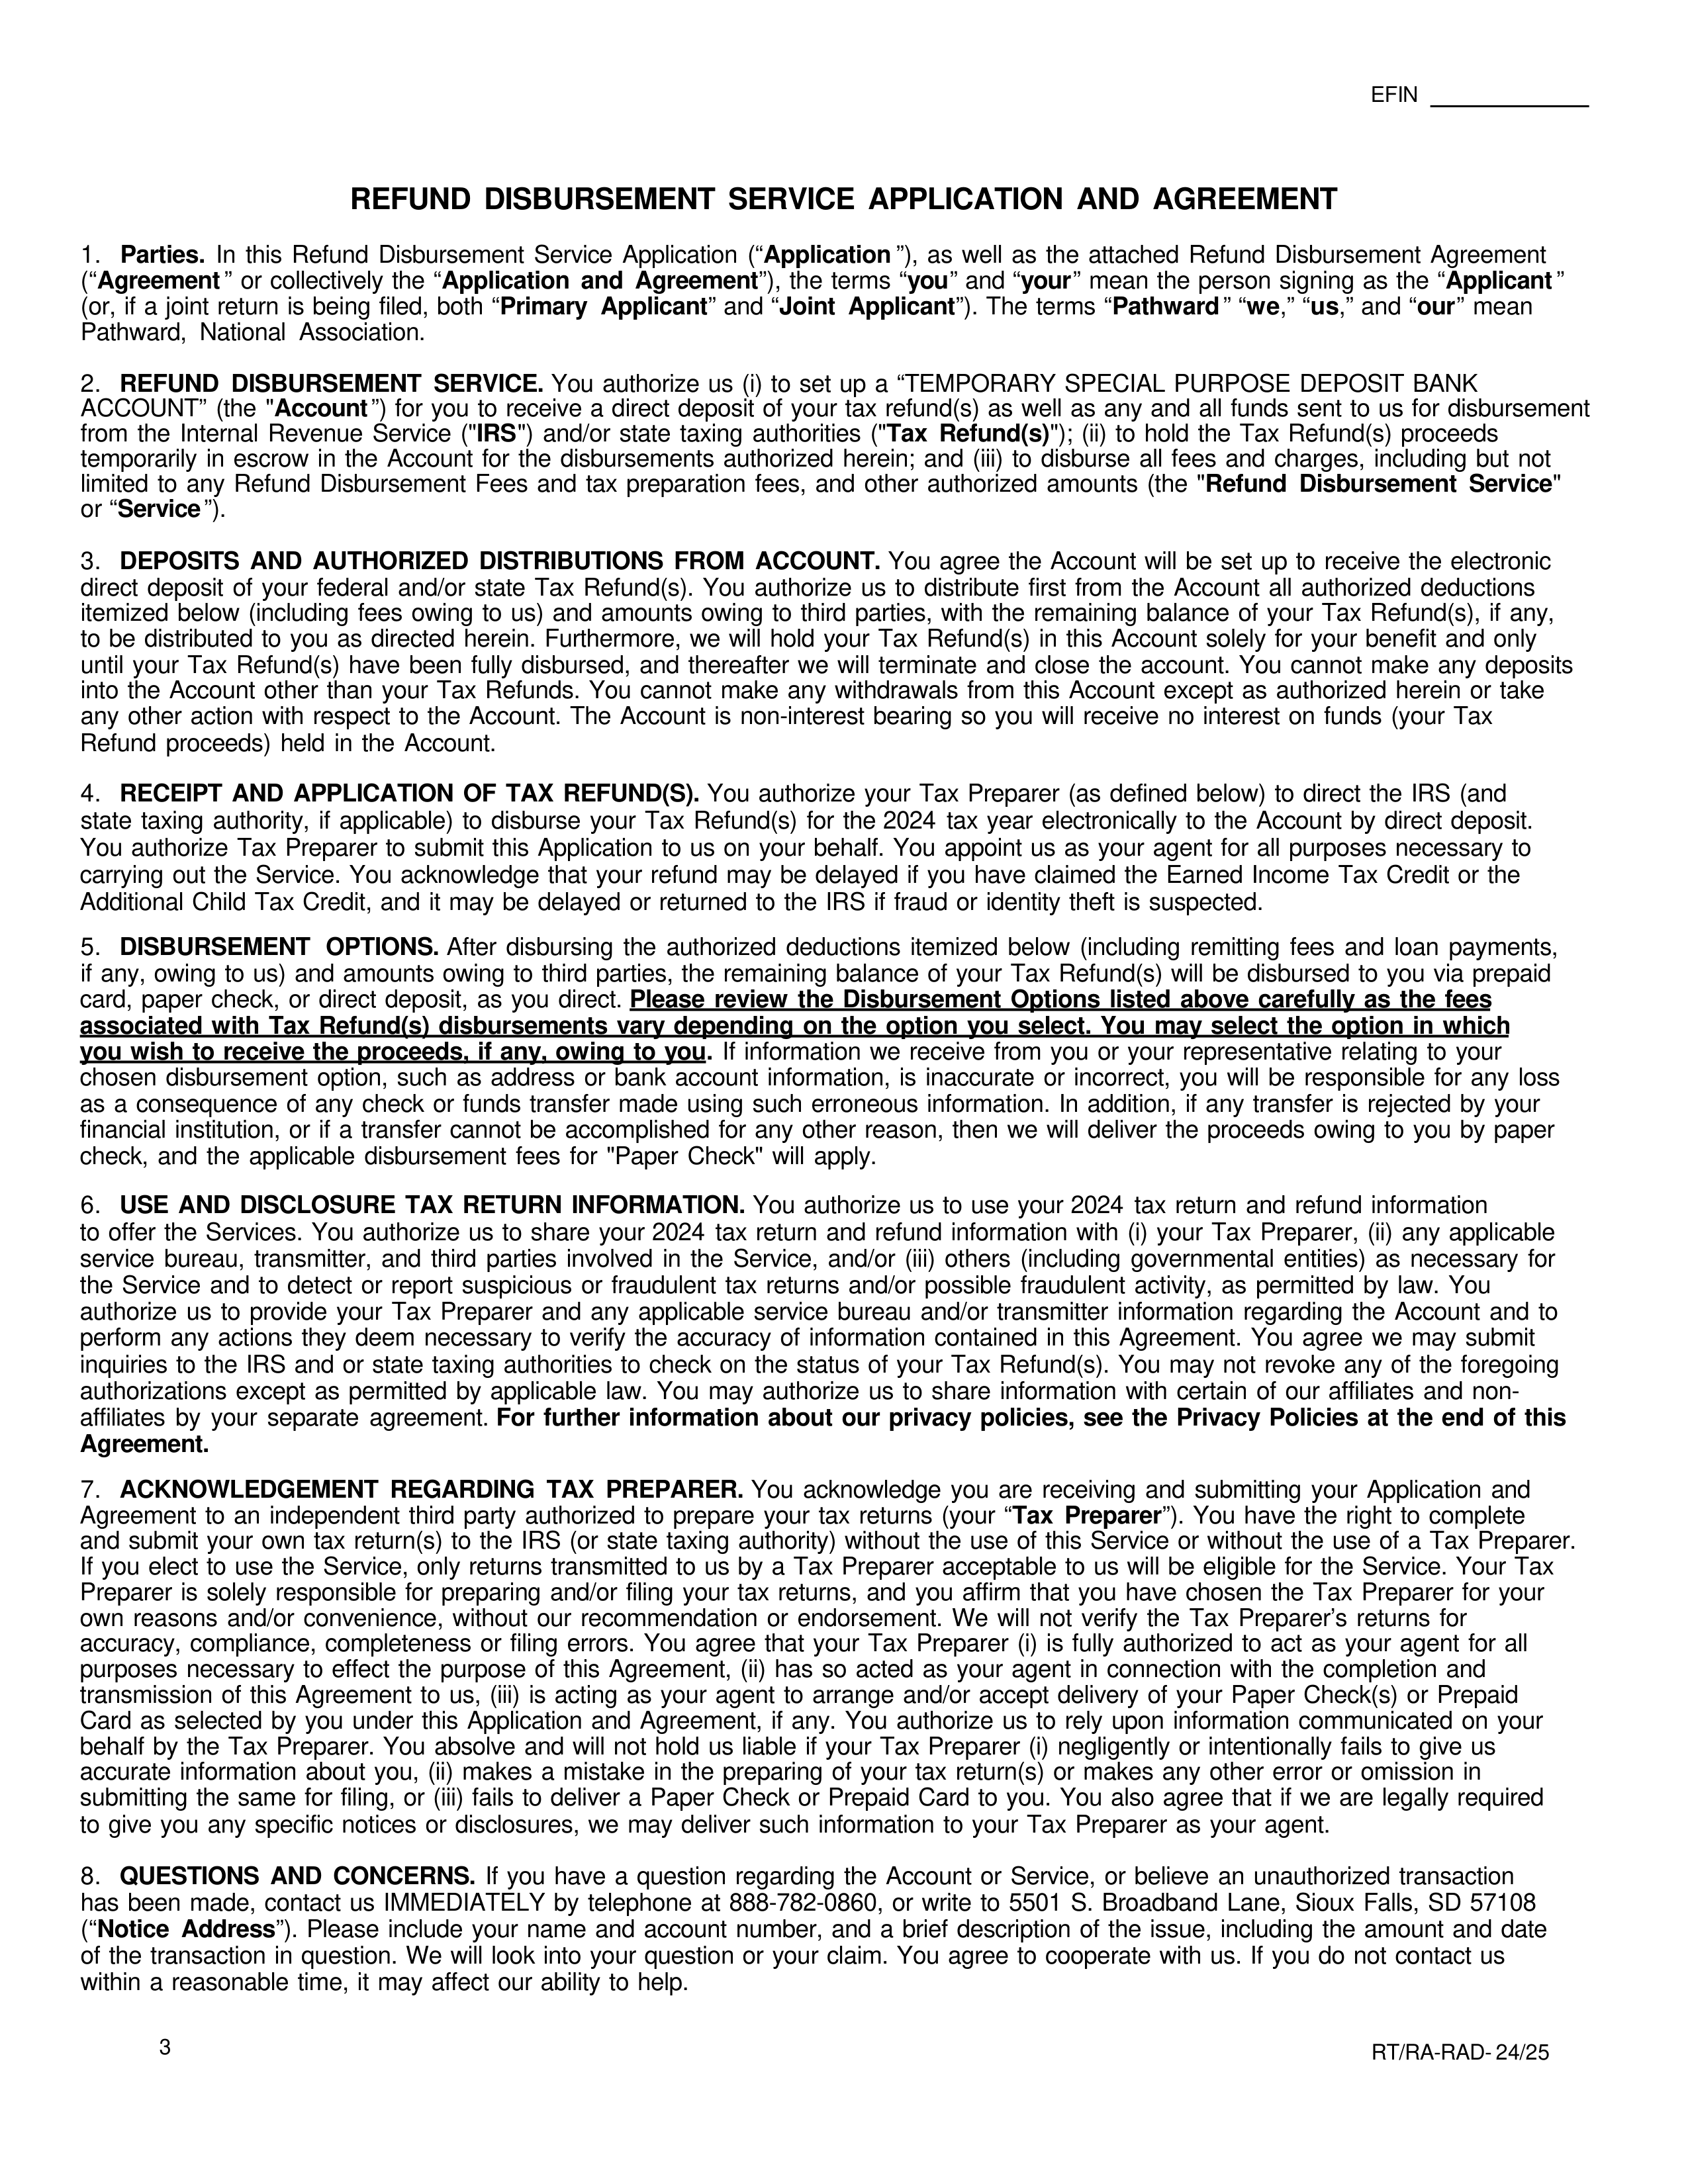 EFIN
REFUND DISBURSEMENT SERVICE APPLICATION AND AGREEMENT
1. Parties. In this Refund Disbursement Service Application (“Application”), as well as the attached Refund Disbursement Agreement
(“Agreement” or collectively the “Application and Agreement”), the terms “you” and “your” mean the person signing as the “Applicant”
(or, if a joint return is being filed, both “Primary Applicant” and “Joint Applicant”). The terms “Pathward” “we,” “us,” and “our” mean
Pathward, National Association.
2. REFUND DISBURSEMENT SERVICE. You authorize us (i) to set up a “TEMPORARY SPECIAL PURPOSE DEPOSIT BANK
ACCOUNT” (the "Account”) for you to receive a direct deposit of your tax refund(s) as well as any and all funds sent to us for disbursement
from the Internal Revenue Service ("IRS") and/or state taxing authorities ("Tax Refund(s)"); (ii) to hold the Tax Refund(s) proceeds
temporarily in escrow in the Account for the disbursements authorized herein; and (iii) to disburse all fees and charges, including but not
limited to any Refund Disbursement Fees and tax preparation fees, and other authorized amounts (the "Refund Disbursement Service"
or “Service”).
3. DEPOSITS AND AUTHORIZED DISTRIBUTIONS FROM ACCOUNT. You agree the Account will be set up to receive the electronic
direct deposit of your federal and/or state Tax Refund(s). You authorize us to distribute first from the Account all authorized deductions
itemized below (including fees owing to us) and amounts owing to third parties, with the remaining balance of your Tax Refund(s), if any,
to be distributed to you as directed herein. Furthermore, we will hold your Tax Refund(s) in this Account solely for your benefit and only
until your Tax Refund(s) have been fully disbursed, and thereafter we will terminate and close the account. You cannot make any deposits
into the Account other than your Tax Refunds. You cannot make any withdrawals from this Account except as authorized herein or take
any other action with respect to the Account. The Account is non-interest bearing so you will receive no interest on funds (your Tax
Refund proceeds) held in the Account.
4. RECEIPT AND APPLICATION OF TAX REFUND(S). You authorize your Tax Preparer (as defined below) to direct the IRS (and
state taxing authority, if applicable) to disburse your Tax Refund(s) for the 2024 tax year electronically to the Account by direct deposit.
You authorize Tax Preparer to submit this Application to us on your behalf. You appoint us as your agent for all purposes necessary to
carrying out the Service. You acknowledge that your refund may be delayed if you have claimed the Earned Income Tax Credit or the
Additional Child Tax Credit, and it may be delayed or returned to the IRS if fraud or identity theft is suspected.
5. DISBURSEMENT OPTIONS. After disbursing the authorized deductions itemized below (including remitting fees and loan payments,
if any, owing to us) and amounts owing to third parties, the remaining balance of your Tax Refund(s) will be disbursed to you via prepaid
card, paper check, or direct deposit, as you direct. Please review the Disbursement Options listed above carefully as the fees
associated with Tax Refund(s) disbursements vary depending on the option you select. You may select the option in which
you wish to receive the proceeds, if any, owing to you. If information we receive from you or your representative relating to your
chosen disbursement option, such as address or bank account information, is inaccurate or incorrect, you will be responsible for any loss
as a consequence of any check or funds transfer made using such erroneous information. In addition, if any transfer is rejected by your
financial institution, or if a transfer cannot be accomplished for any other reason, then we will deliver the proceeds owing to you by paper
check, and the applicable disbursement fees for "Paper Check" will apply.
6. USE AND DISCLOSURE TAX RETURN INFORMATION. You authorize us to use your 2024 tax return and refund information
to offer the Services. You authorize us to share your 2024 tax return and refund information with (i) your Tax Preparer, (ii) any applicable
service bureau, transmitter, and third parties involved in the Service, and/or (iii) others (including governmental entities) as necessary for
the Service and to detect or report suspicious or fraudulent tax returns and/or possible fraudulent activity, as permitted by law. You
authorize us to provide your Tax Preparer and any applicable service bureau and/or transmitter information regarding the Account and to
perform any actions they deem necessary to verify the accuracy of information contained in this Agreement. You agree we may submit
inquiries to the IRS and or state taxing authorities to check on the status of your Tax Refund(s). You may not revoke any of the foregoing
authorizations except as permitted by applicable law. You may authorize us to share information with certain of our affiliates and non-
affiliates by your separate agreement. For further information about our privacy policies, see the Privacy Policies at the end of this
Agreement.
7. ACKNOWLEDGEMENT REGARDING TAX PREPARER. You acknowledge you are receiving and submitting your Application and
Agreement to an independent third party authorized to prepare your tax returns (your “Tax Preparer”). You have the right to complete
and submit your own tax return(s) to the IRS (or state taxing authority) without the use of this Service or without the use of a Tax Preparer.
If you elect to use the Service, only returns transmitted to us by a Tax Preparer acceptable to us will be eligible for the Service. Your Tax
Preparer is solely responsible for preparing and/or filing your tax returns, and you affirm that you have chosen the Tax Preparer for your
own reasons and/or convenience, without our recommendation or endorsement. We will not verify the Tax Preparer’s returns for
accuracy, compliance, completeness or filing errors. You agree that your Tax Preparer (i) is fully authorized to act as your agent for all
purposes necessary to effect the purpose of this Agreement, (ii) has so acted as your agent in connection with the completion and
transmission of this Agreement to us, (iii) is acting as your agent to arrange and/or accept delivery of your Paper Check(s) or Prepaid
Card as selected by you under this Application and Agreement, if any. You authorize us to rely upon information communicated on your
behalf by the Tax Preparer. You absolve and will not hold us liable if your Tax Preparer (i) negligently or intentionally fails to give us
accurate information about you, (ii) makes a mistake in the preparing of your tax return(s) or makes any other error or omission in
submitting the same for filing, or (iii) fails to deliver a Paper Check or Prepaid Card to you. You also agree that if we are legally required
to give you any specific notices or disclosures, we may deliver such information to your Tax Preparer as your agent.
8. QUESTIONS AND CONCERNS. If you have a question regarding the Account or Service, or believe an unauthorized transaction
has been made, contact us IMMEDIATELY by telephone at 888-782-0860, or write to 5501 S. Broadband Lane, Sioux Falls, SD 57108
(“Notice Address”). Please include your name and account number, and a brief description of the issue, including the amount and date
of the transaction in question. We will look into your question or your claim. You agree to cooperate with us. If you do not contact us
within a reasonable time, it may affect our ability to help.
3
RT/RA-RAD- 24/25